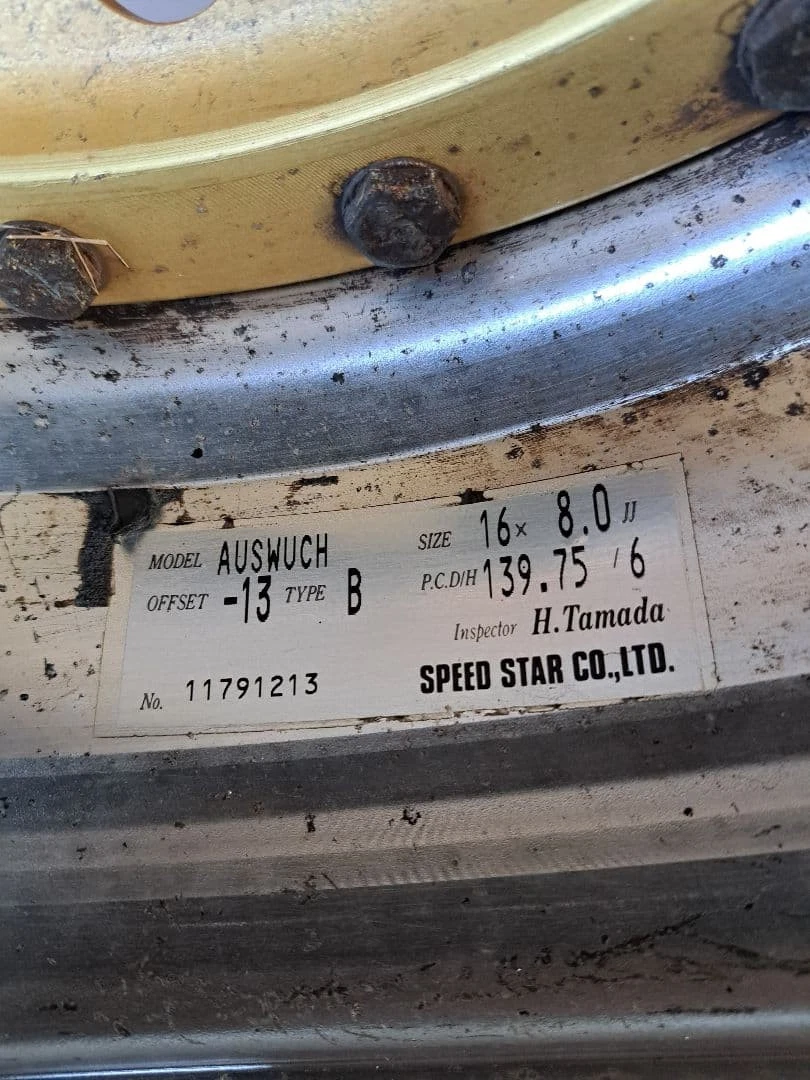 MODEL AUSWUCH SIZE 16x 8.0 JJ
OFFSET -13 TYPE B P.C.D/H 139.75 / 6
Inspector H.Tamada
No. 11791213 SPEED STAR CO.,LTD.